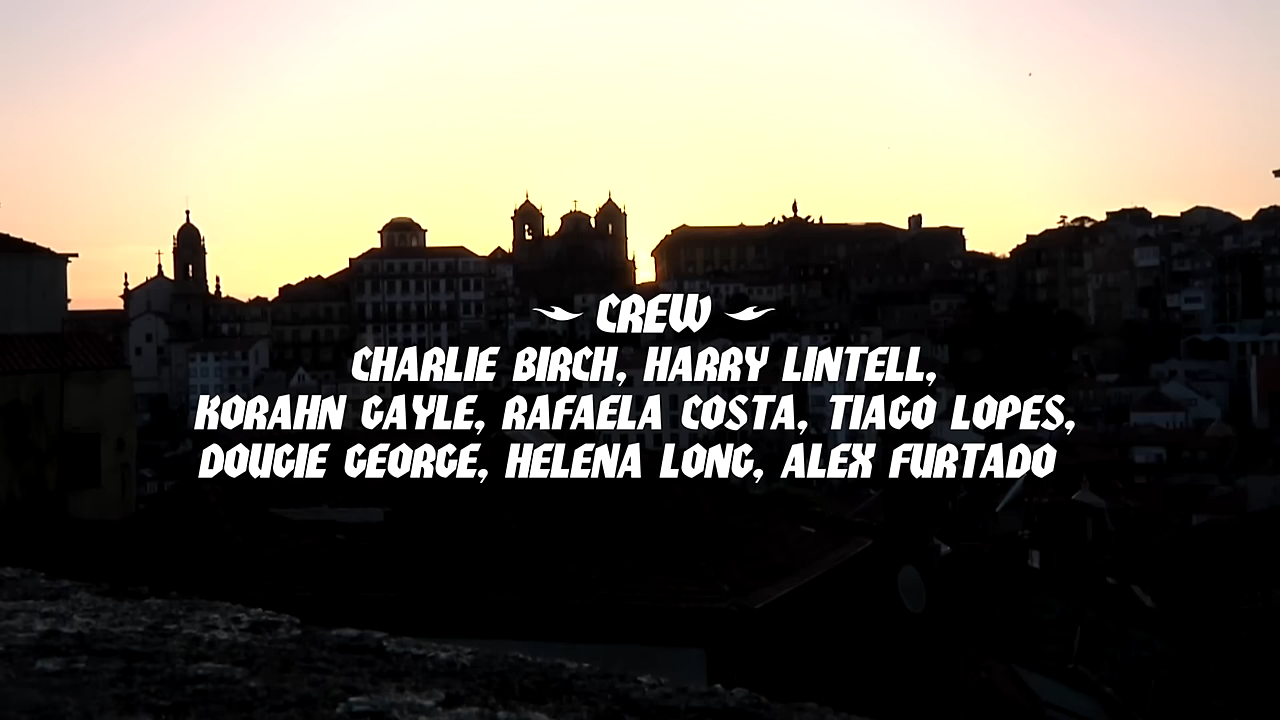 CREW
CHARLIE BIRCH, HARRY LINTELL,
KORAHN GAYLE, RAFAELA COSTA, TIAGO LOPES,
DOUGIE GEORGE, HELENA LONG, ALEX FURTADO